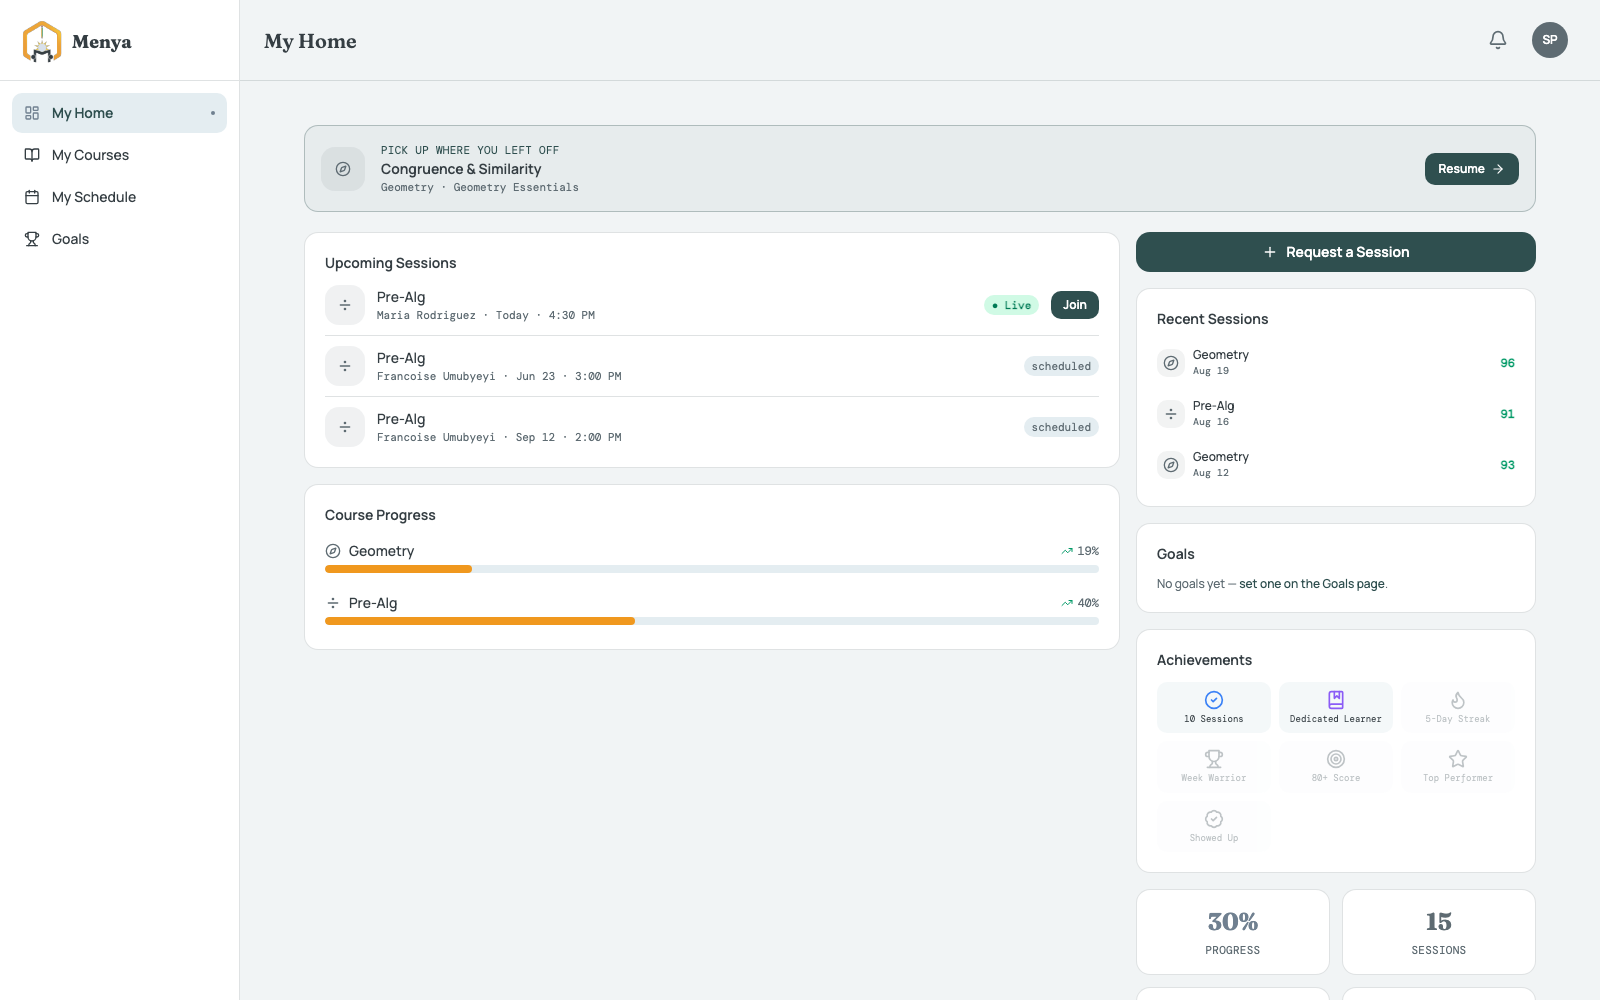 Menya
My Home
SP
My Home
My Courses
My Schedule
Goals
PICK UP WHERE YOU LEFT OFF
Congruence & Similarity
Geometry · Geometry Essentials
Resume →
Upcoming Sessions
Pre-Alg
Maria Rodriguez · Today · 4:30 PM
Live
Join
Pre-Alg
Francoise Umubyeyi · Jun 23 · 3:00 PM
scheduled
Pre-Alg
Francoise Umubyeyi · Sep 12 · 2:00 PM
scheduled
Course Progress
Geometry
19%
Pre-Alg
40%
+ Request a Session
Recent Sessions
Geometry
Aug 19
96
Pre-Alg
Aug 16
91
Geometry
Aug 12
93
Goals
No goals yet — set one on the Goals page.
Achievements
10 Sessions
Dedicated Learner
5-Day Streak
Week Warrior
80+ Score
Top Performer
Showed Up
30%
PROGRESS
15
SESSIONS